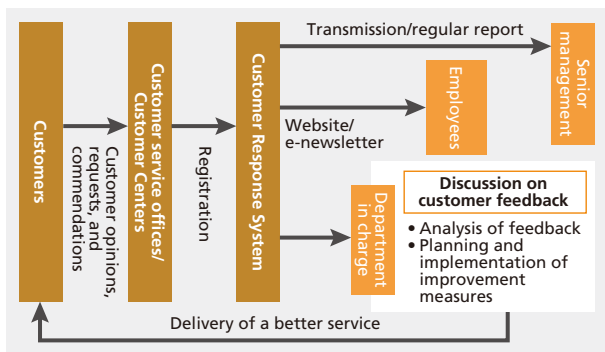 Customers
Customer opinions,
requests, and
commendations
Customer service offices/
Customer Centers
Registration
Customer Response System
Transmission/regular report
Senior
management
Website/
e-newsletter
Employees
Department
in charge
Discussion on
customer feedback
• Analysis of feedback
• Planning and
implementation of
improvement
measures
Delivery of a better service